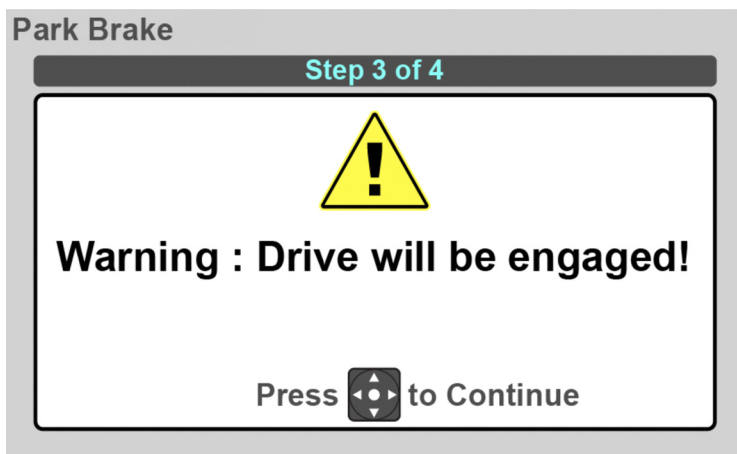 Park Brake
Step 3 of 4
!
Warning : Drive will be engaged!
Press to Continue